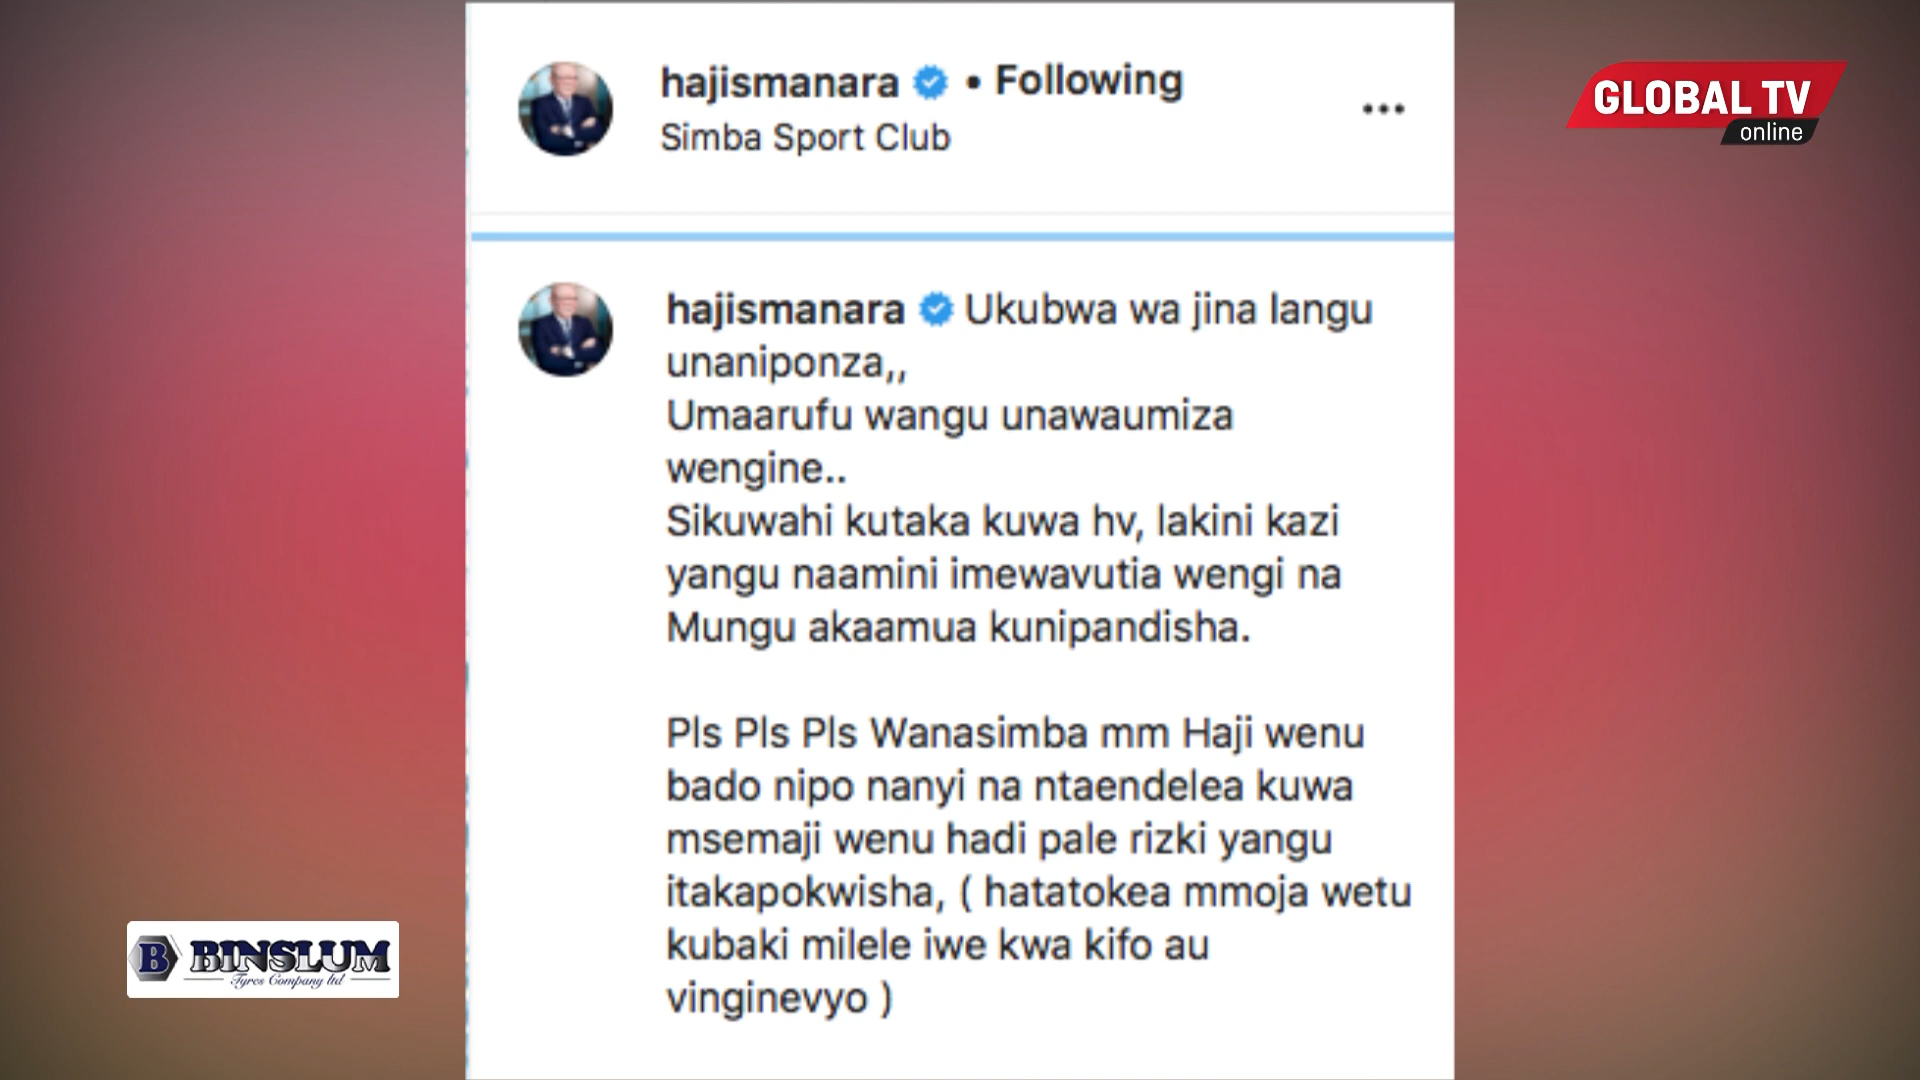 hajismanara • Following
Simba Sport Club
GLOBAL TV
online
hajismanara Ukubwa wa jina langu
unaniponza,,
Umaarufu wangu unawaumiza
wengine..
Sikuwahi kutaka kuwa hv, lakini kazi
yangu naamini imewavutia wengi na
Mungu akaamua kunipandisha.
Pls Pls Pls Wanasimba mm Haji wenu
bado nipo nanyi na ntaendelea kuwa
msemaji wenu hadi pale rizki yangu
itakapokwisha, ( hatatokea mmoja wetu
kubaki milele iwe kwa kifo au
vinginevyo )
B BINSLUM
Tyres Company ltd